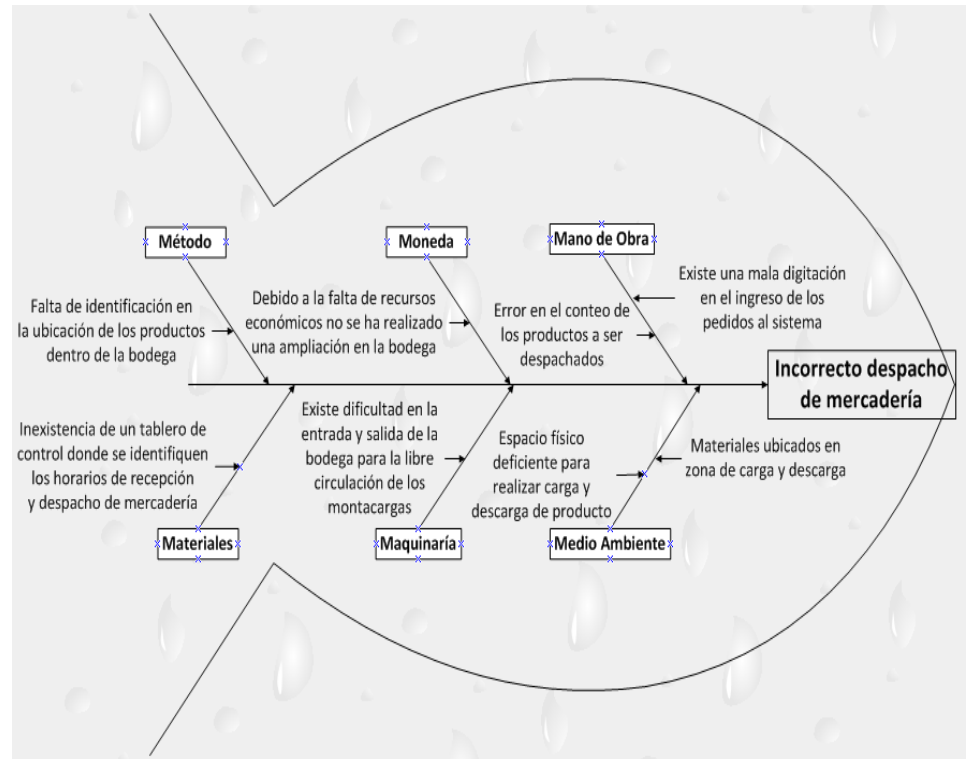 Método
Moneda
Mano de Obra
Falta de identificación en
la ubicación de los productos
dentro de la bodega
Debido a la falta de recursos
económicos no se ha realizado
una ampliación en la bodega
Error en el conteo de
los productos a ser
despachados
Existe una mala digitación
en el ingreso de los
pedidos al sistema
Incorrecto despacho
de mercadería
Inexistencia de un tablero de
control donde se identifiquen
los horarios de recepción
y despacho de mercadería
Existe dificultad en la
entrada y salida de la
bodega para la libre
circulación de los
montacargas
Espacio físico
deficiente para
realizar carga y
descarga de producto
Materiales ubicados en
zona de carga y descarga
Materiales
Maquinaría
Medio Ambiente